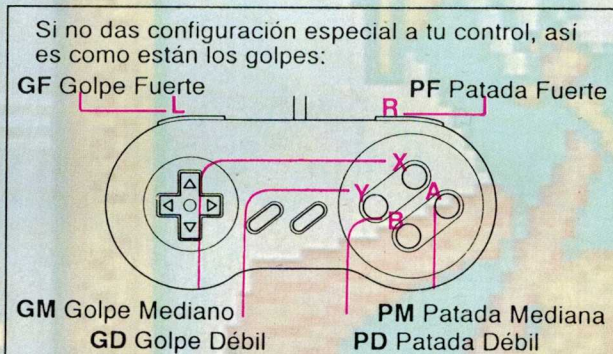 Si no das configuración especial a tu control, así
es como están los golpes:
GF Golpe Fuerte
PF Patada Fuerte
L
R
X
Y
A
B
GM Golpe Mediano
PM Patada Mediana
GD Golpe Débil
PD Patada Débil